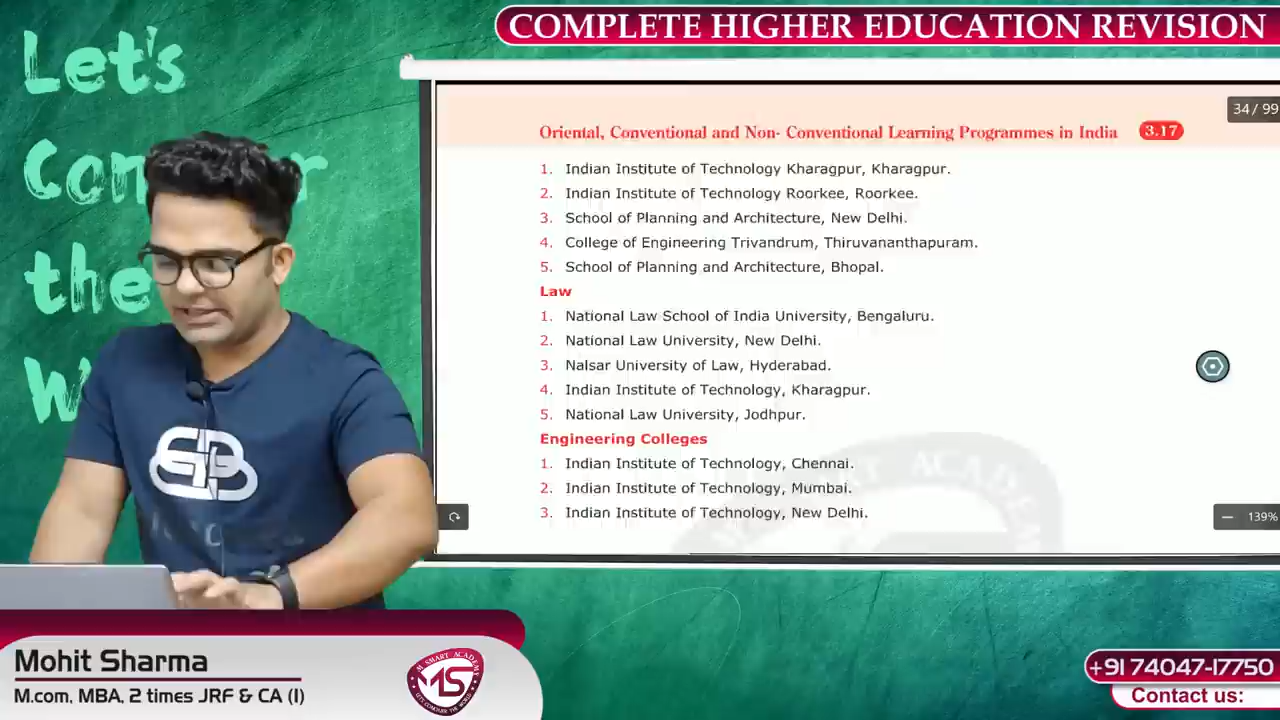 COMPLETE HIGHER EDUCATION REVISION
Let's
the
34 / 99
Oriental, Conventional and Non- Conventional Learning Programmes in India 3.17
1. Indian Institute of Technology Kharagpur, Kharagpur.
2. Indian Institute of Technology Roorkee, Roorkee.
3. School of Planning and Architecture, New Delhi.
4. College of Engineering Trivandrum, Thiruvananthapuram.
5. School of Planning and Architecture, Bhopal.
Law
1. National Law School of India University, Bengaluru.
2. National Law University, New Delhi.
3. Nalsar University of Law, Hyderabad.
4. Indian Institute of Technology, Kharagpur.
5. National Law University, Jodhpur.
Engineering Colleges
1. Indian Institute of Technology, Chennai.
2. Indian Institute of Technology, Mumbai.
3. Indian Institute of Technology, New Delhi.
139%
Mohit Sharma
M.com, MBA, 2 times JRF & CA (I)
MS
+91 74047-17750
Contact us: